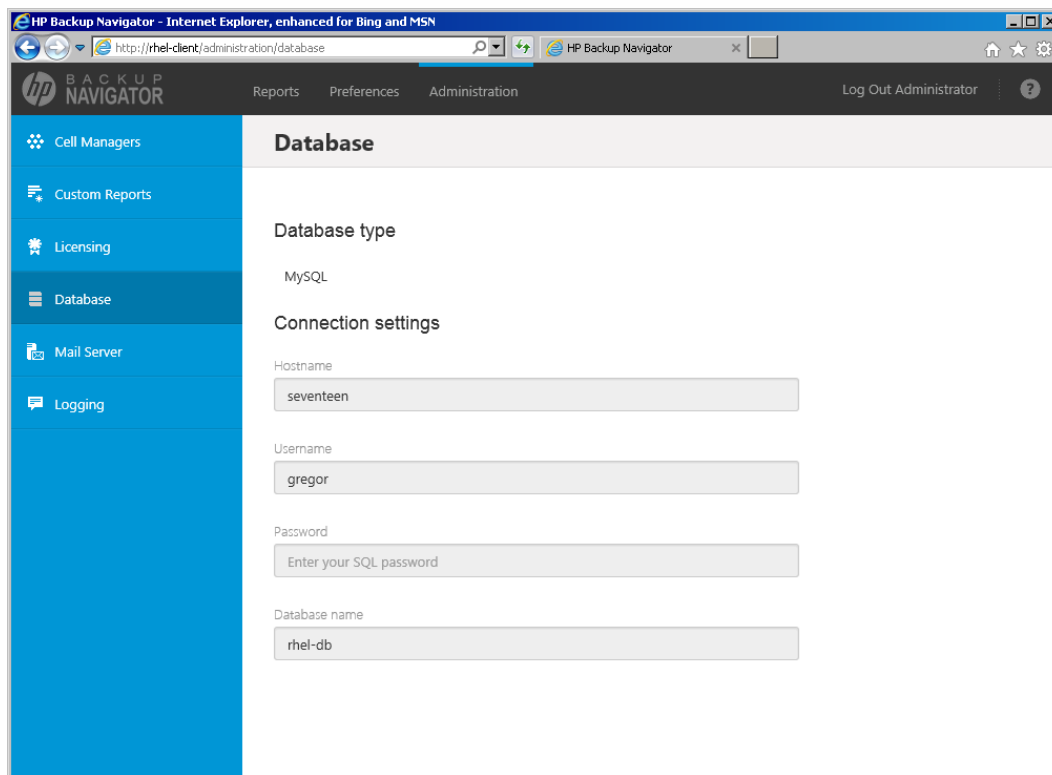 HP Backup Navigator - Internet Explorer, enhanced for Bing and MSN
http://rhel-client/administration/database
HP Backup Navigator
hp BACKUP NAVIGATOR
Reports Preferences Administration Log Out Administrator ?
Cell Managers
Custom Reports
Licensing
Database
Mail Server
Logging
Database
Database type
MySQL
Connection settings
Hostname
seventeen
Username
gregor
Password
Enter your SQL password
Database name
rhel-db